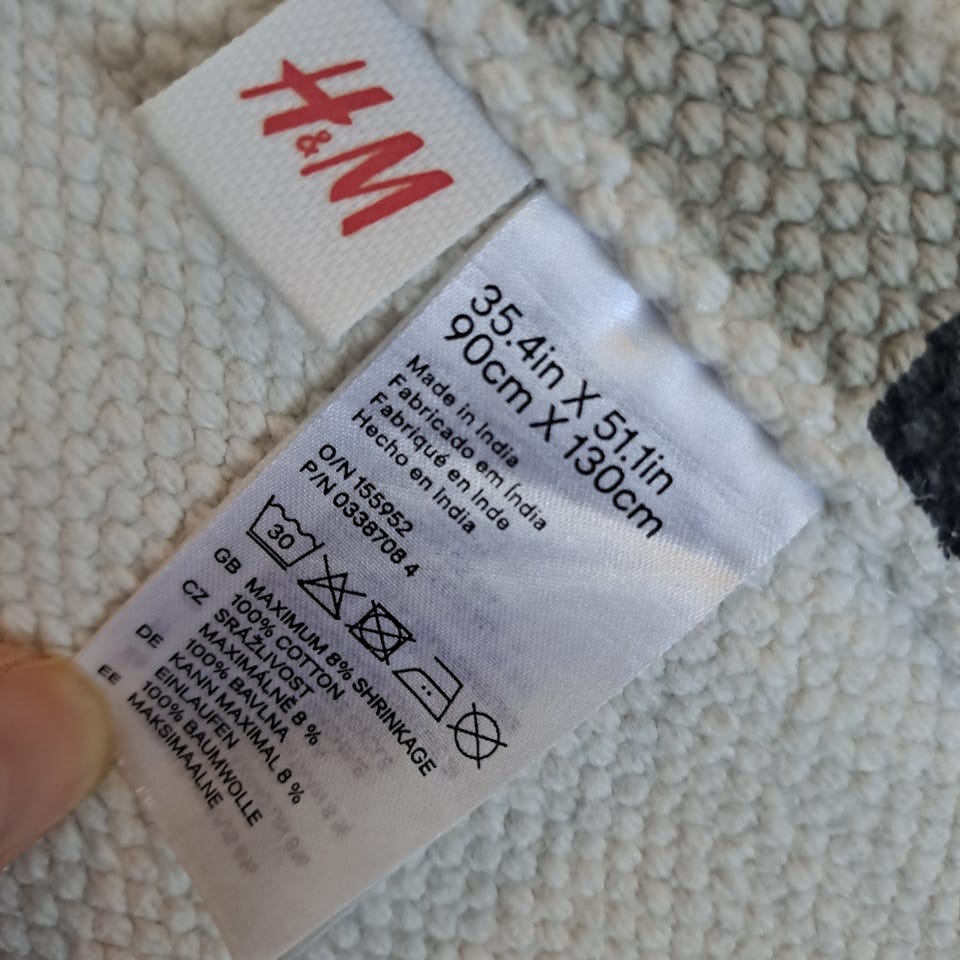 H&M
35.4in X 51.1in
90cm X 130cm
Made in India
Fabricado em Índia
Fabriqué en Inde
Hecho en India
O/N 155952
P/N 0338708 4
30
GB MAXIMUM 8% SHRINKAGE
100% COTTON
CZ SRÁŽLIVOST
MAXIMÁLNĚ 8 %
100% BAVLNA
DE KANN MAXIMAL 8 %
EINLAUFEN
100% BAUMWOLLE
EE MAKSIMAALNE